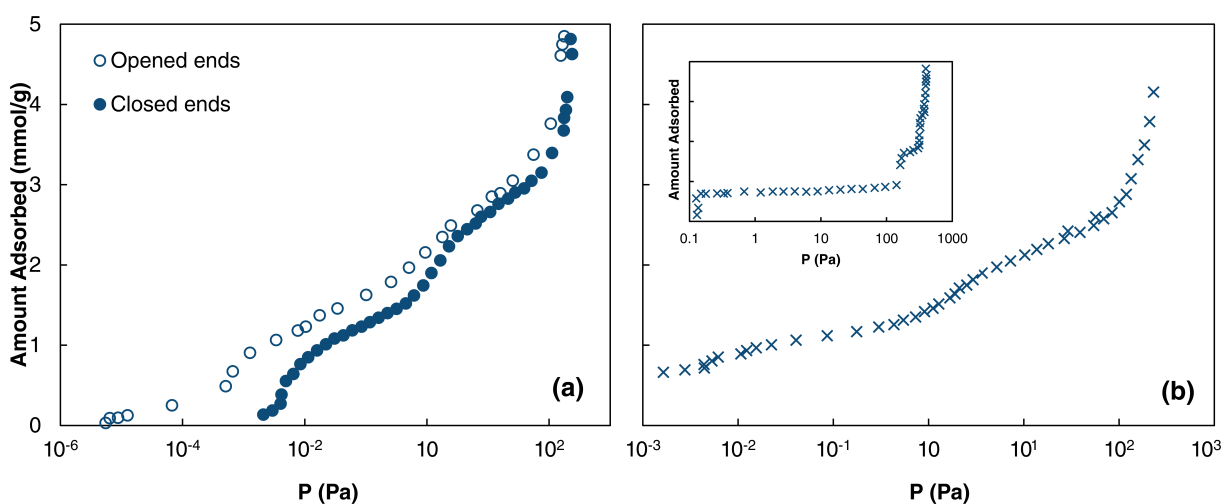 Amount Adsorbed (mmol/g)
5
4
3
2
1
0
Opened ends
Closed ends
(a)
10⁻⁶
10⁻⁴
10⁻²
10
10²
P (Pa)
Amount Adsorbed
0.1
1
10
100
1000
P (Pa)
(b)
10⁻³
10⁻²
10⁻¹
10
10¹
10²
10³
P (Pa)